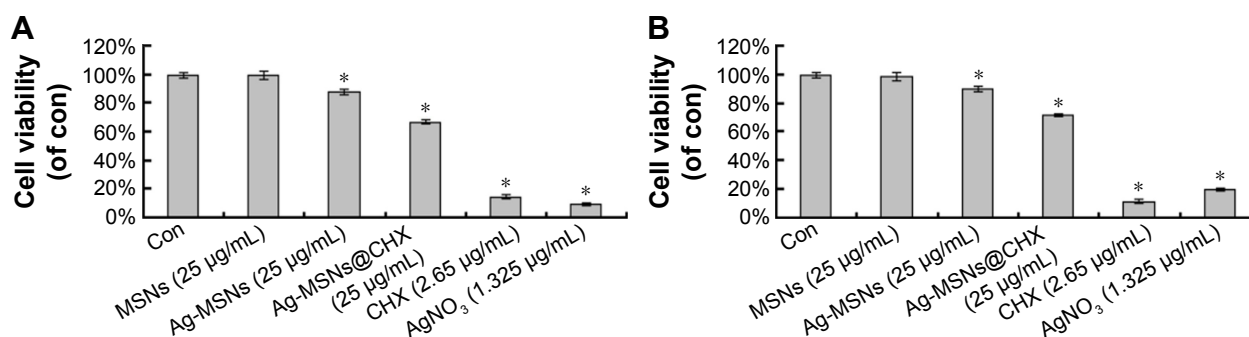 A
Cell viability
(of con)
120%
100%
80%
60%
40%
20%
0%
*
*
*
*
Con
MSNs (25 µg/mL)
Ag-MSNs (25 µg/mL)
Ag-MSNs@CHX
(25 µg/mL)
CHX (2.65 µg/mL)
AgNO₃ (1.325 µg/mL)
B
Cell viability
(of con)
120%
100%
80%
60%
40%
20%
0%
*
*
*
*
Con
MSNs (25 µg/mL)
Ag-MSNs (25 µg/mL)
Ag-MSNs@CHX
(25 µg/mL)
CHX (2.65 µg/mL)
AgNO₃ (1.325 µg/mL)